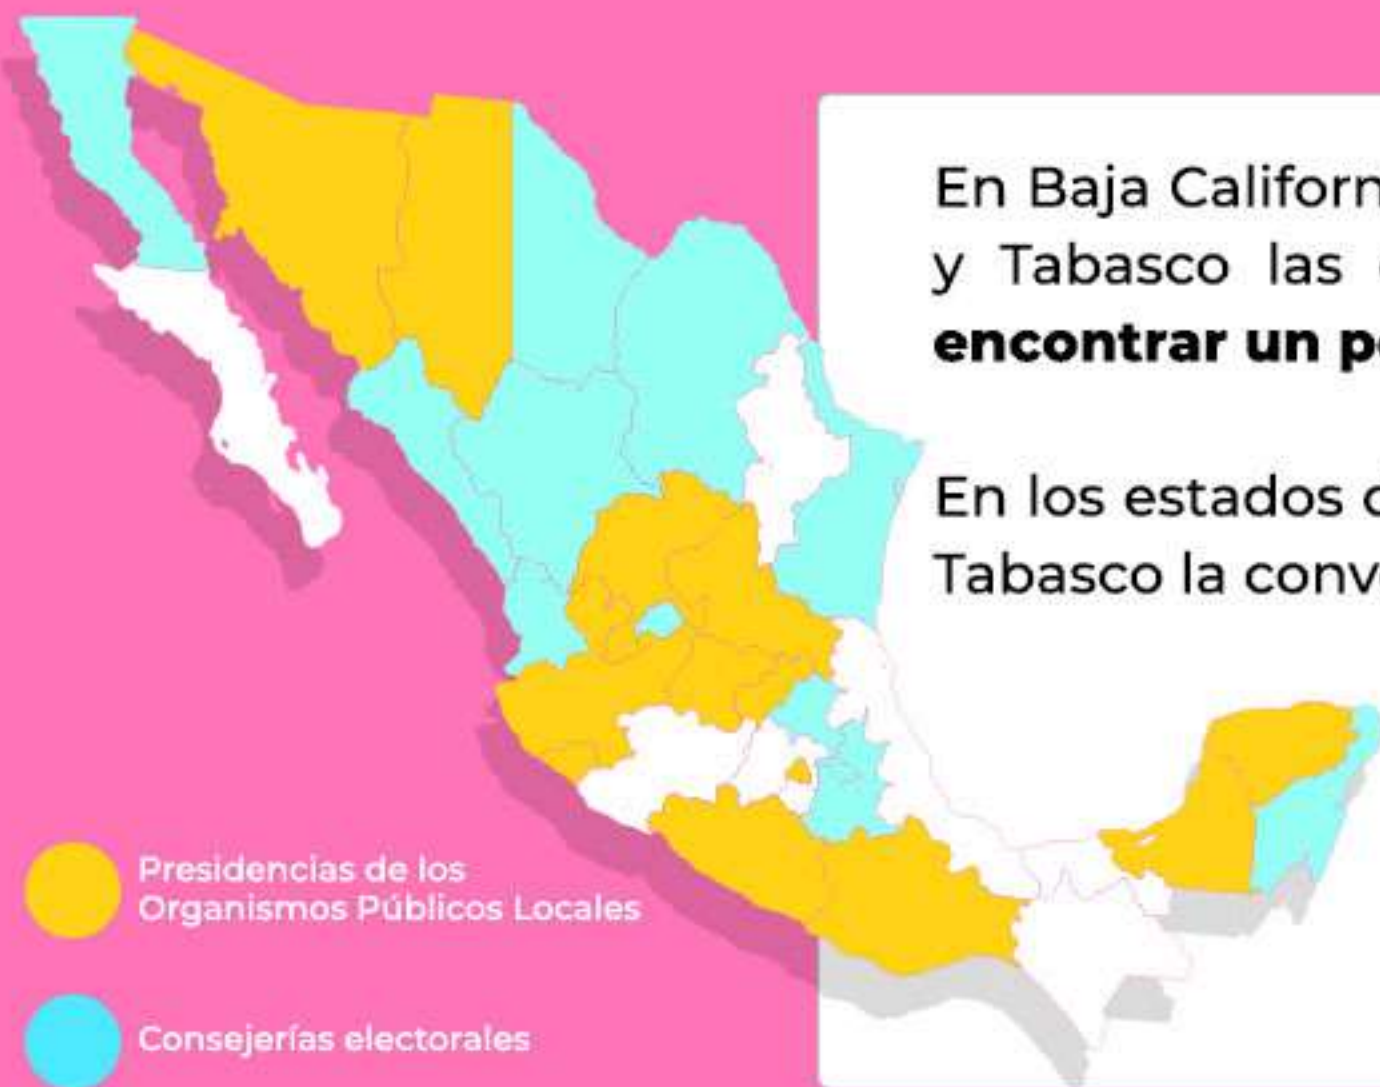 En Baja Californ
y Tabasco las
encontrar un p
En los estados
Tabasco la conv
Presidencias de los
Organismos Públicos Locales
Consejerías electorales